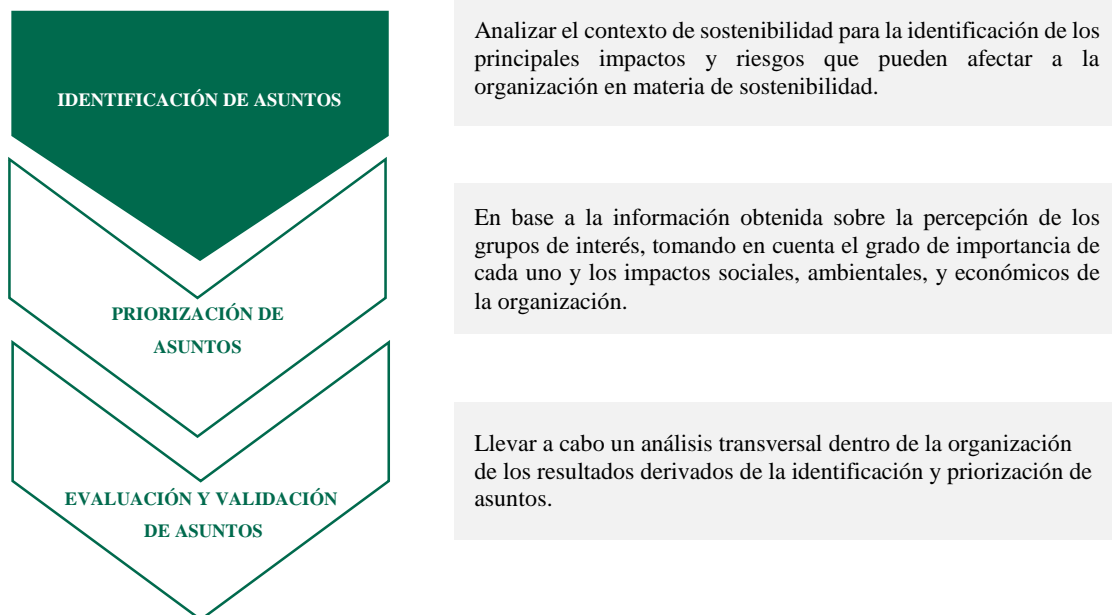 IDENTIFICACIÓN DE ASUNTOS
Analizar el contexto de sostenibilidad para la identificación de los
principales impactos y riesgos que pueden afectar a la
organización en materia de sostenibilidad.
PRIORIZACIÓN DE
ASUNTOS
En base a la información obtenida sobre la percepción de los
grupos de interés, tomando en cuenta el grado de importancia de
cada uno y los impactos sociales, ambientales, y económicos de
la organización.
EVALUACIÓN Y VALIDACIÓN
DE ASUNTOS
Llevar a cabo un análisis transversal dentro de la organización
de los resultados derivados de la identificación y priorización de
asuntos.